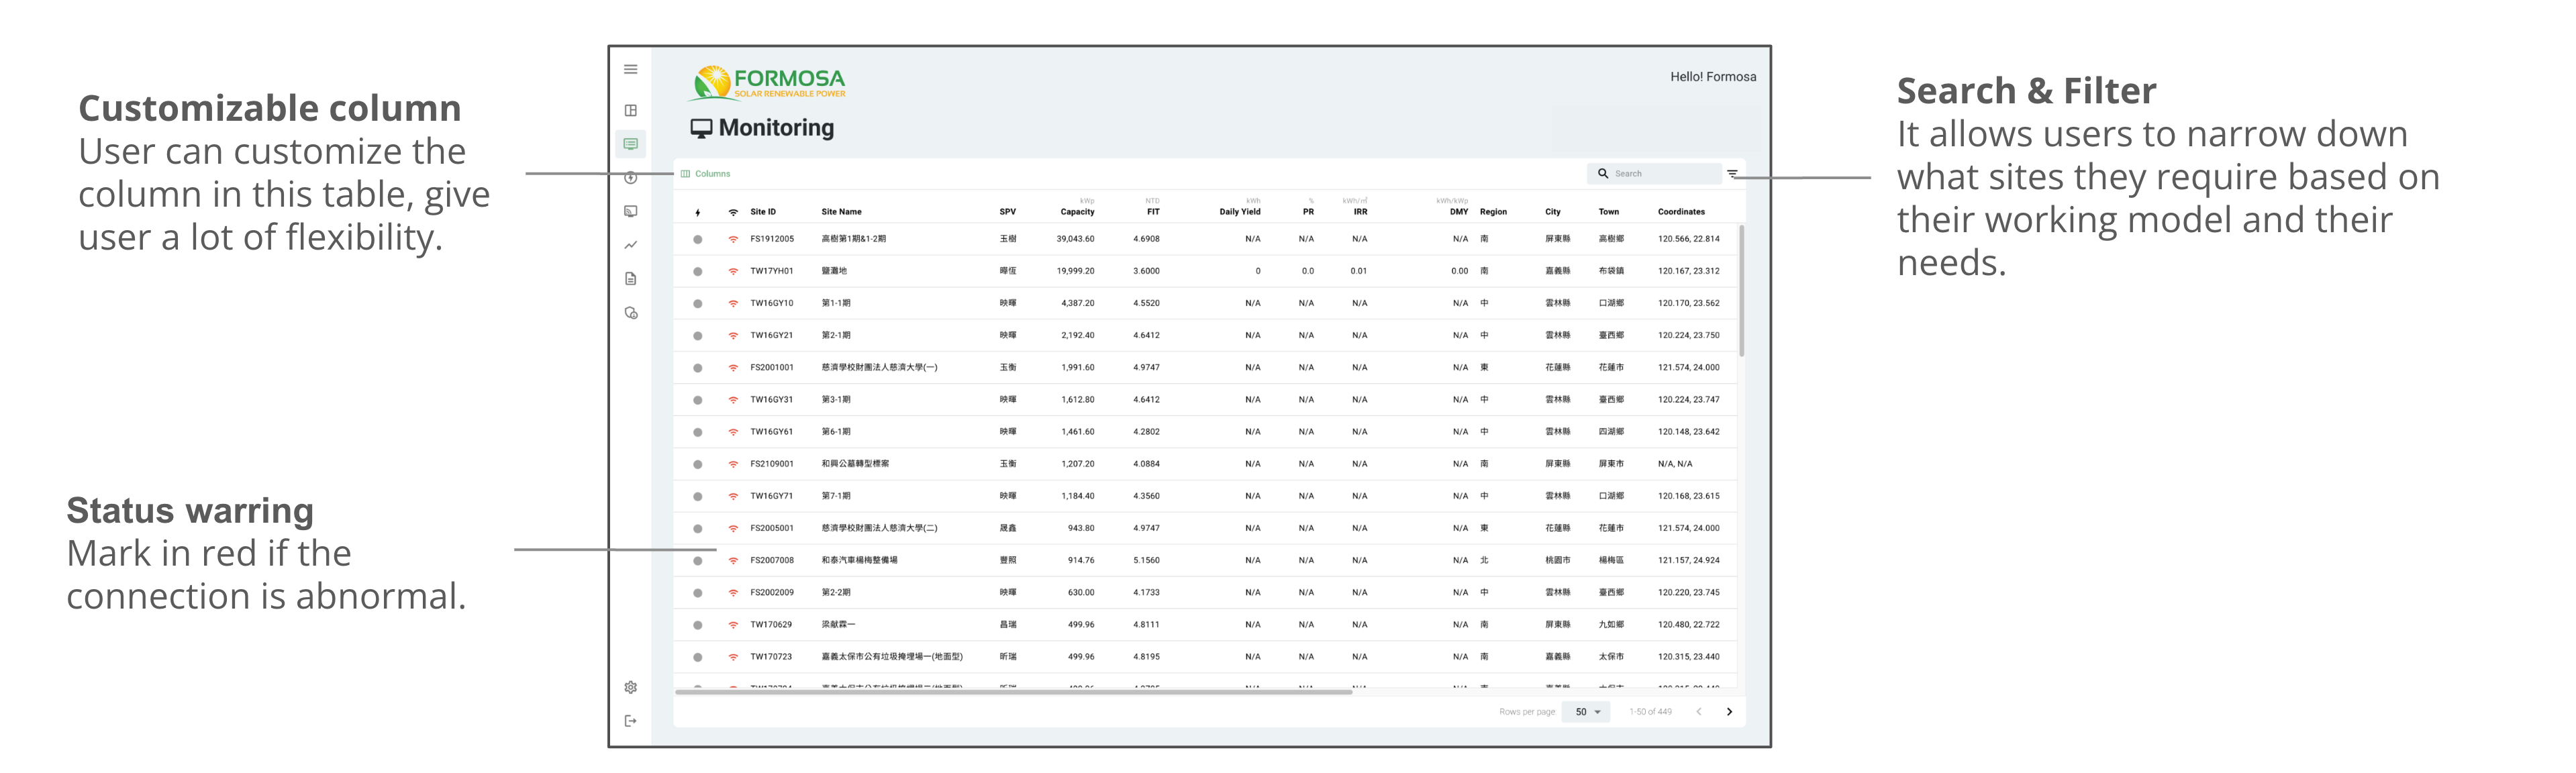 Customizable column
User can customize the
column in this table, give
user a lot of flexibility.
Status warring
Mark in red if the
connection is abnormal.
FORMOSA
SOLAR RENEWABLE POWER
Hello! Formosa
Monitoring
Columns
Search
kWp NTD kWh % kWh/㎡ kWh/kWp
Site ID Site Name SPV Capacity FIT Daily Yield PR IRR DMY Region City Town Coordinates
FS1912005 高樹第1期&1-2期 玉樹 39,043.60 4.6908 N/A N/A N/A N/A 南 屏東縣 高樹鄉 120.566, 22.814
TW17YH01 鹽灘地 曄恆 19,999.20 3.6000 0 0.0 0.01 0.00 南 嘉義縣 布袋鎮 120.167, 23.312
TW16GY10 第1-1期 映暉 4,387.20 4.5520 N/A N/A N/A N/A 中 雲林縣 口湖鄉 120.170, 23.562
TW16GY21 第2-1期 映暉 2,192.40 4.6412 N/A N/A N/A N/A 中 雲林縣 臺西鄉 120.224, 23.750
FS2001001 慈濟學校財團法人慈濟大學(一) 玉衡 1,991.60 4.9747 N/A N/A N/A N/A 東 花蓮縣 花蓮市 121.574, 24.000
TW16GY31 第3-1期 映暉 1,612.80 4.6412 N/A N/A N/A N/A 中 雲林縣 臺西鄉 120.224, 23.747
TW16GY61 第6-1期 映暉 1,461.60 4.2802 N/A N/A N/A N/A 中 雲林縣 四湖鄉 120.148, 23.642
FS2109001 和興公墓轉型標案 玉衡 1,207.20 4.0884 N/A N/A N/A N/A 南 屏東縣 屏東市 N/A, N/A
TW16GY71 第7-1期 映暉 1,184.40 4.3560 N/A N/A N/A N/A 中 雲林縣 口湖鄉 120.168, 23.615
FS2005001 慈濟學校財團法人慈濟大學(二) 晟鑫 943.80 4.9747 N/A N/A N/A N/A 東 花蓮縣 花蓮市 121.574, 24.000
FS2007008 和泰汽車楊梅整備場 豐照 914.76 5.1560 N/A N/A N/A N/A 北 桃園市 楊梅區 121.157, 24.924
FS2002009 第2-2期 映暉 630.00 4.1733 N/A N/A N/A N/A 中 雲林縣 臺西鄉 120.220, 23.745
TW170629 梁獻霖一 昌瑞 499.96 4.8111 N/A N/A N/A N/A 南 屏東縣 九如鄉 120.480, 22.722
TW170723 嘉義太保市公有垃圾掩埋場一(地面型) 昕瑞 499.96 4.8195 N/A N/A N/A N/A 南 嘉義縣 太保市 120.315, 23.440
Rows per page 50 1-50 of 449
Search & Filter
It allows users to narrow down
what sites they require based on
their working model and their
needs.